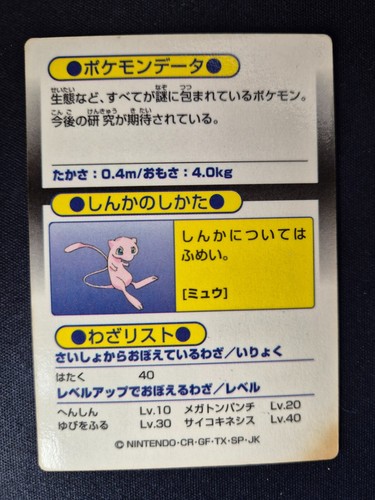 ●ポケモンデータ●
生態など、すべてが謎に包まれているポケモン。
今後の研究が期待されている。
たかさ：0.4m/おもさ：4.0kg
●しんかのしかた●
しんかについては
ふめい。
[ミュウ]
●わざリスト●
さいしょからおぼえているわざ／いりょく
はたく 40
レベルアップでおぼえるわざ／レベル
へんしん Lv.10 メガトンパンチ Lv.20
ゆびをふる Lv.30 サイコキネシス Lv.40
© NINTENDO・CR・GF・TX・SP・JK